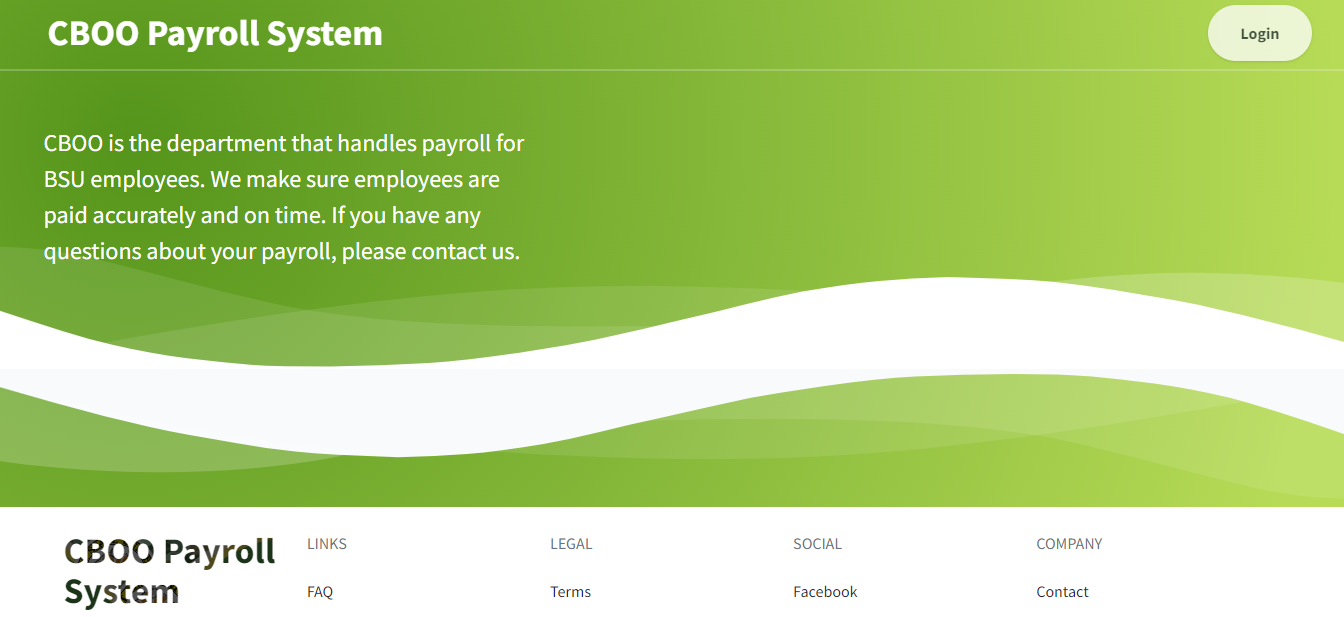 CBOO Payroll System
Login
CBOO is the department that handles payroll for
BSU employees. We make sure employees are
paid accurately and on time. If you have any
questions about your payroll, please contact us.
CBOO Payroll
System
LINKS
LEGAL
SOCIAL
COMPANY
FAQ
Terms
Facebook
Contact